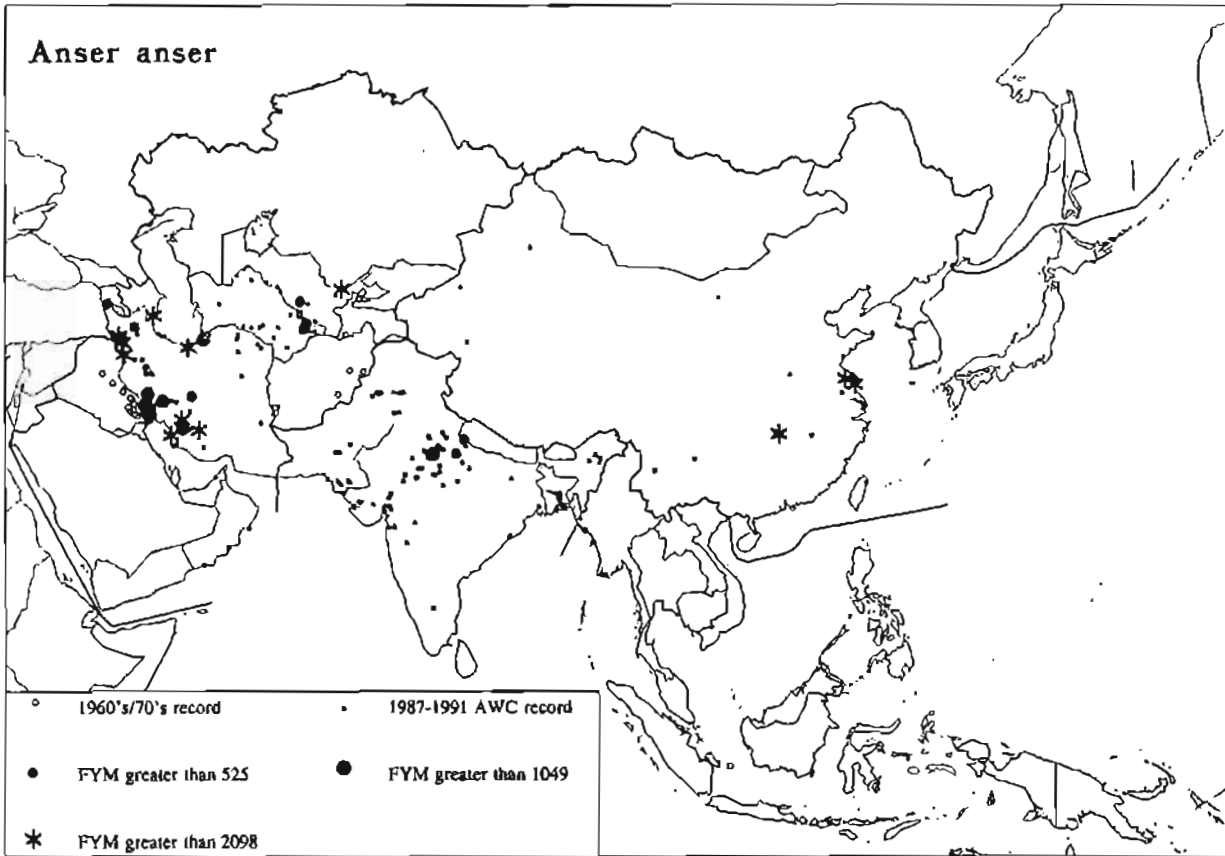 Anser anser
1960's/70's record
1987-1991 AWC record
FYM greater than 525
FYM greater than 1049
FYM greater than 2098